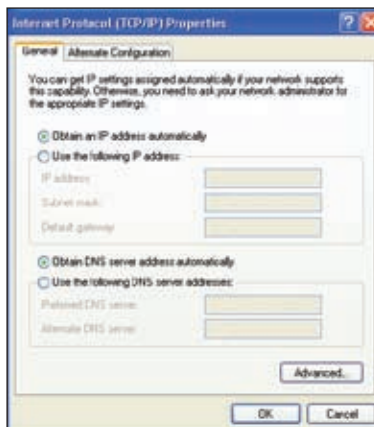 Internet Protocol (TCP/IP) Properties
General
Alternate Configuration
You can get IP settings assigned automatically if your network supports
this capability. Otherwise, you need to ask your network administrator for
the appropriate IP settings.
Obtain an IP address automatically
Use the following IP address:
IP address:
Subnet mask:
Default gateway:
Obtain DNS server address automatically
Use the following DNS server addresses:
Preferred DNS server:
Alternate DNS server:
Advanced...
OK
Cancel